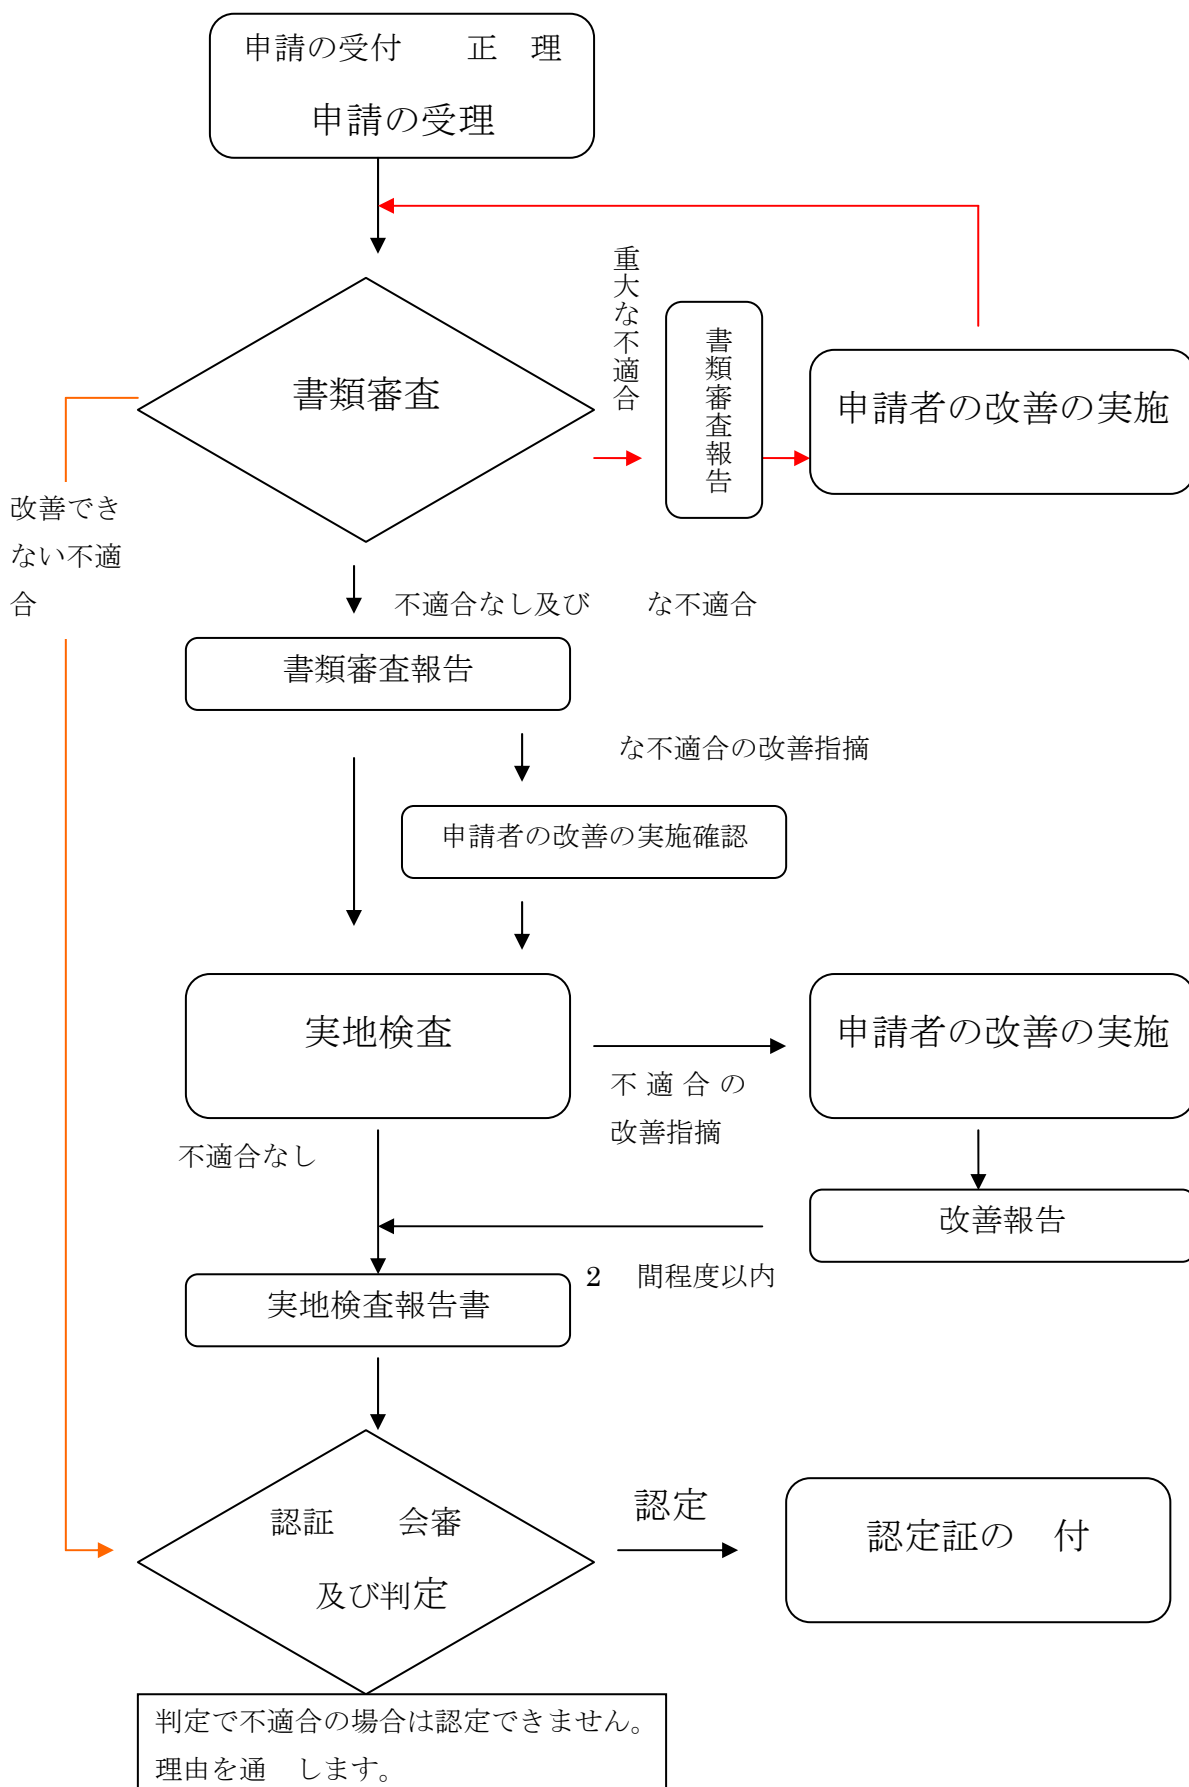 申請の受付　　正　理
申請の受理
重大な不適合
書類審査報告
書類審査
申請者の改善の実施
改善でき
ない不適
合
不適合なし及び　　な不適合
書類審査報告
な不適合の改善指摘
申請者の改善の実施確認
実地検査
申請者の改善の実施
不適合の
改善指摘
不適合なし
改善報告
2　間程度以内
実地検査報告書
認定
認証　　会審
及び判定
認定証の　付
判定で不適合の場合は認定できません。
理由を通　します。